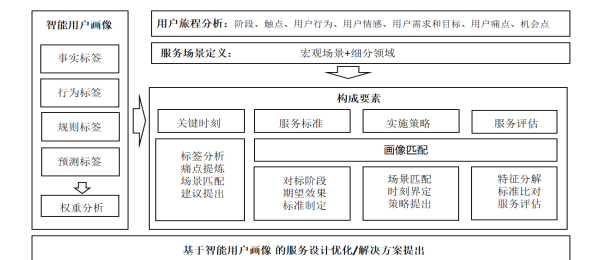 智能用户画像
事实标签
行为标签
规则标签
预测标签
权重分析
用户旅程分析：阶段、触点、用户行为、用户情感、用户需求和目标、用户痛点、机会点
服务场景定义： 宏观场景+细分领域
构成要素
关键时刻 服务标准 实施策略 服务评估
画像匹配
标签分析
痛点提炼
场景匹配
建议提出
对标阶段
期望效果
标准制定
场景匹配
时刻界定
策略提出
特征分解
标准比对
服务评估
基于智能用户画像 的服务设计优化/解决方案提出